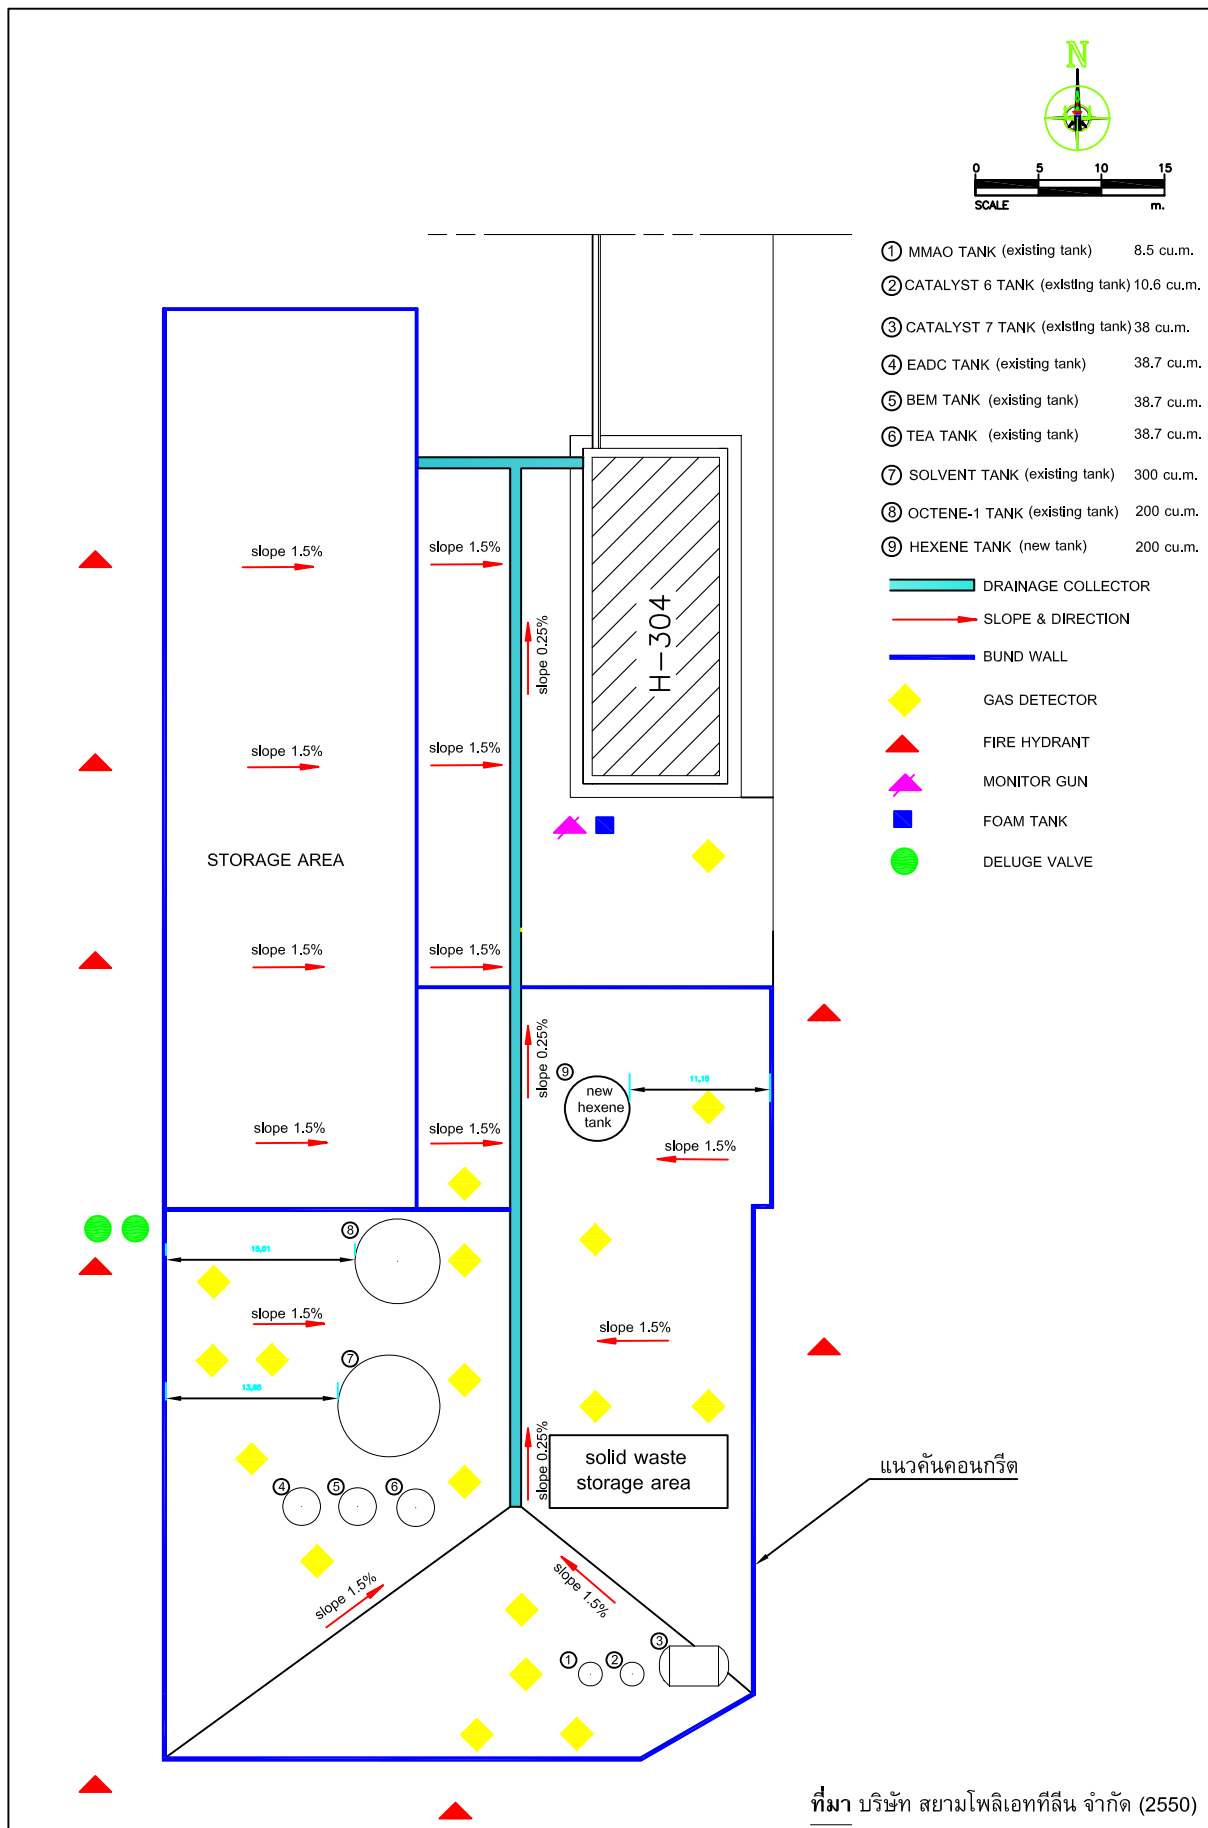 N
0 5 10 15
SCALE m.
1 MMAO TANK (existing tank) 8.5 cu.m.
2 CATALYST 6 TANK (existing tank) 10.6 cu.m.
3 CATALYST 7 TANK (existing tank) 38 cu.m.
4 EADC TANK (existing tank) 38.7 cu.m.
5 BEM TANK (existing tank) 38.7 cu.m.
6 TEA TANK (existing tank) 38.7 cu.m.
7 SOLVENT TANK (existing tank) 300 cu.m.
8 OCTENE-1 TANK (existing tank) 200 cu.m.
9 HEXENE TANK (new tank) 200 cu.m.
DRAINAGE COLLECTOR
SLOPE & DIRECTION
BUND WALL
GAS DETECTOR
FIRE HYDRANT
MONITOR GUN
FOAM TANK
DELUGE VALVE
slope 1.5%
slope 1.5%
slope 0.25%
H-304
slope 1.5%
slope 1.5%
STORAGE AREA
slope 1.5%
slope 1.5%
slope 0.25%
9
new
hexene
tank
slope 1.5%
slope 1.5%
slope 1.5%
8
slope 1.5%
slope 1.5%
7
slope 0.25%
solid waste
storage area
แนวคันคอนกรีต
4
5
6
slope 1.5%
slope 1.5%
1
2
3
ที่มา บริษัท สยามโพลิเอททีลีน จำกัด (2550)